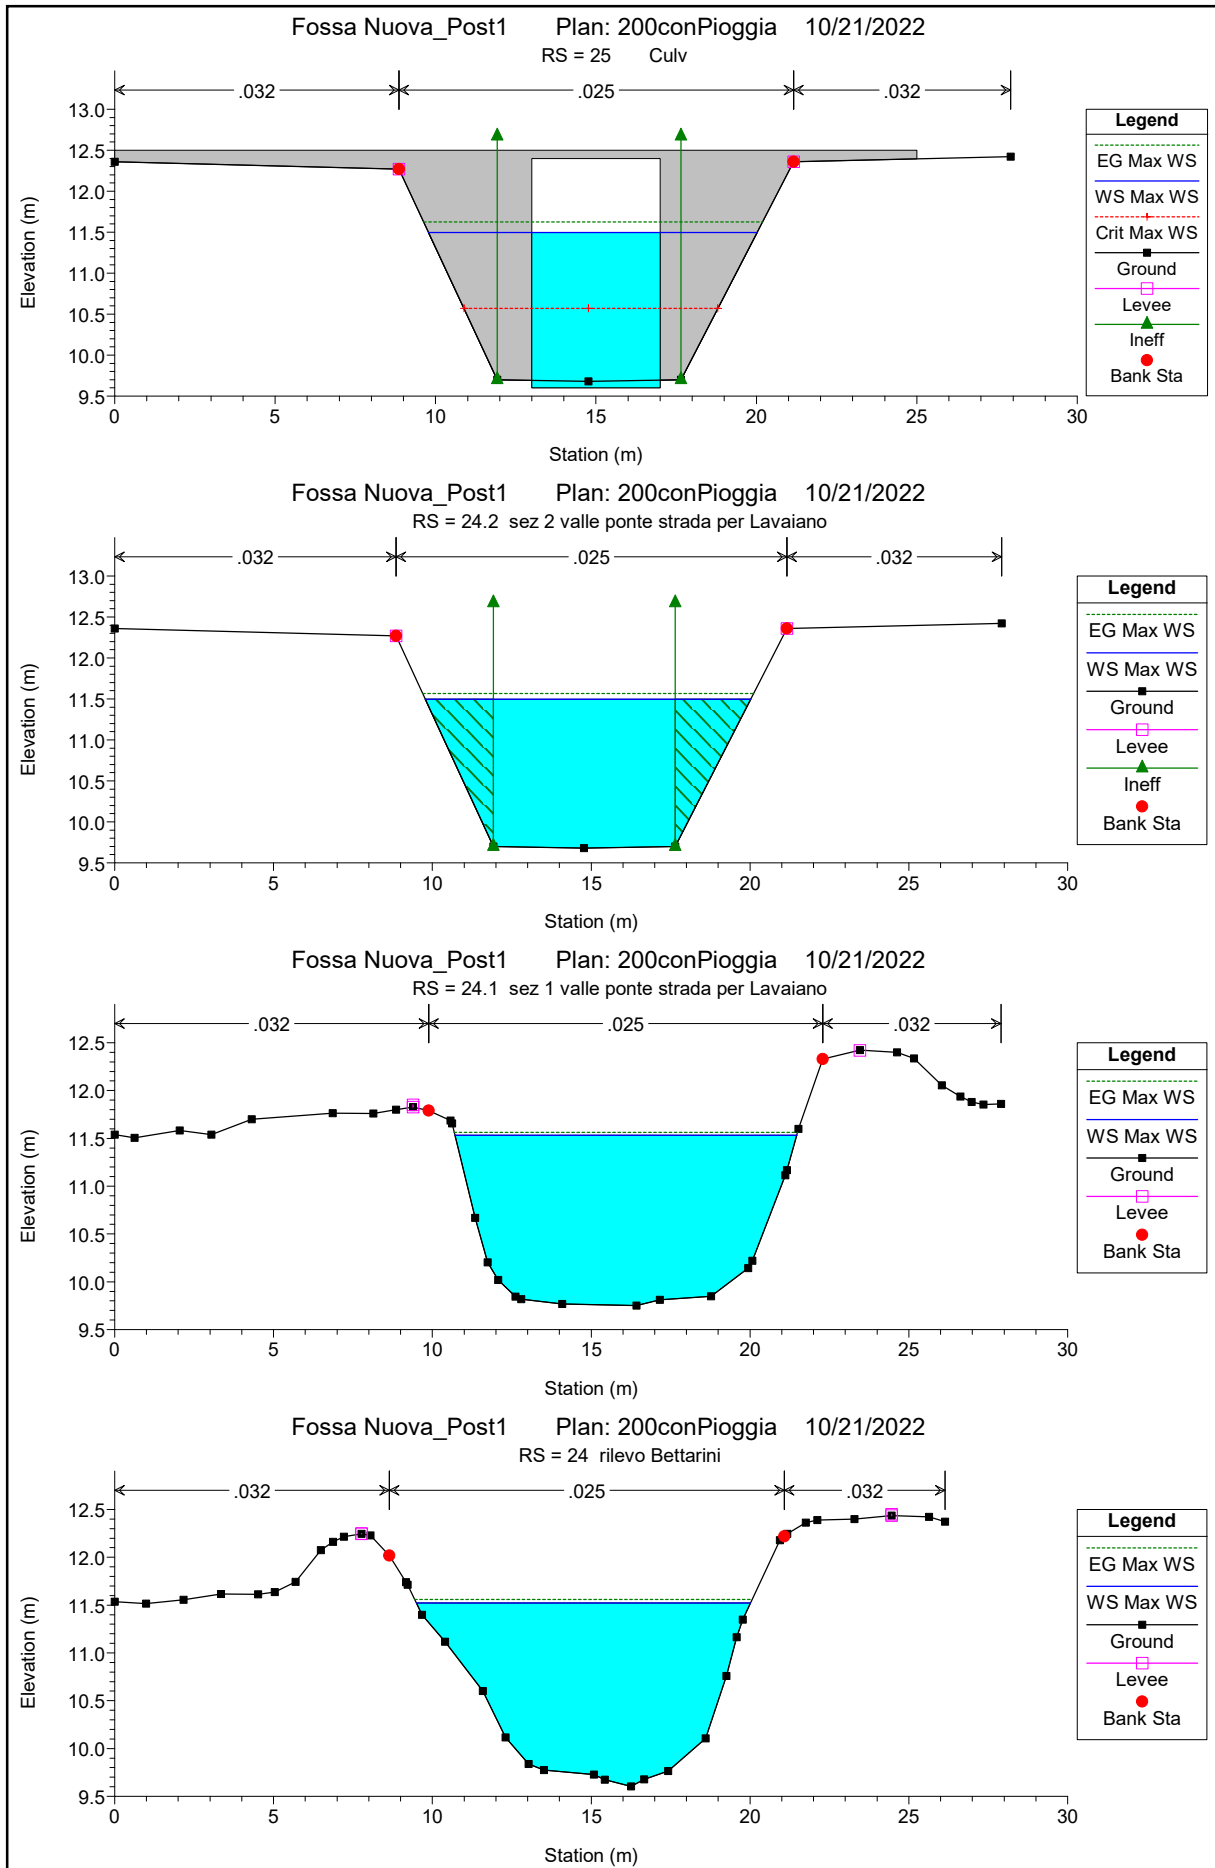 Fossa Nuova_Post1 Plan: 200conPioggia 10/21/2022
RS = 25 Culv
.032 .025 .032
13.0
12.5
12.0
11.5
11.0
10.5
10.0
9.5
Elevation (m)
0 5 10 15 20 25 30
Station (m)
Legend
EG Max WS
WS Max WS
Crit Max WS
Ground
Levee
Ineff
Bank Sta
Fossa Nuova_Post1 Plan: 200conPioggia 10/21/2022
RS = 24.2 sez 2 valle ponte strada per Lavaiano
.032 .025 .032
13.0
12.5
12.0
11.5
11.0
10.5
10.0
9.5
Elevation (m)
0 5 10 15 20 25 30
Station (m)
Legend
EG Max WS
WS Max WS
Ground
Levee
Ineff
Bank Sta
Fossa Nuova_Post1 Plan: 200conPioggia 10/21/2022
RS = 24.1 sez 1 valle ponte strada per Lavaiano
.032 .025 .032
12.5
12.0
11.5
11.0
10.5
10.0
9.5
Elevation (m)
0 5 10 15 20 25 30
Station (m)
Legend
EG Max WS
WS Max WS
Ground
Levee
Bank Sta
Fossa Nuova_Post1 Plan: 200conPioggia 10/21/2022
RS = 24 rilevo Bettarini
.032 .025 .032
12.5
12.0
11.5
11.0
10.5
10.0
9.5
Elevation (m)
0 5 10 15 20 25 30
Station (m)
Legend
EG Max WS
WS Max WS
Ground
Levee
Bank Sta